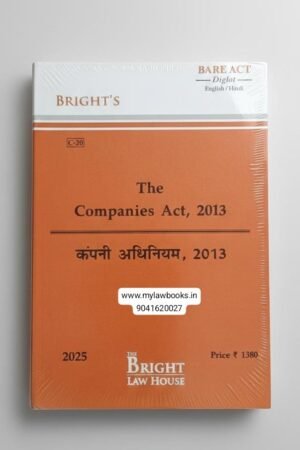 BARE ACT
Diglot
English / Hindi
BRIGHT'S
C-20
The
Companies Act, 2013
कंपनी अधिनियम, 2013
www.mylawbooks.in
9041620027
2025
Price ₹ 1380
THE
BRIGHT
LAW HOUSE